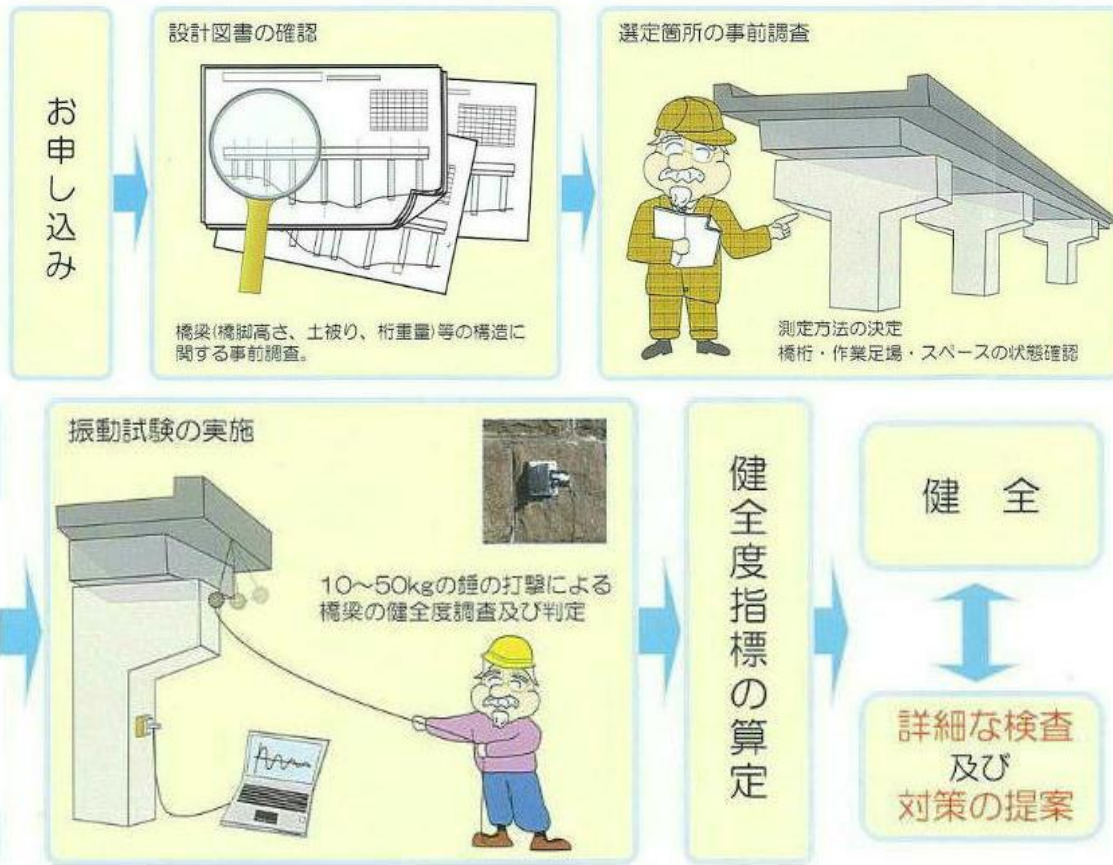 お申し込み
設計図書の確認
橋梁(橋脚高さ、土被り、桁重量)等の構造に
関する事前調査。
選定箇所の事前調査
測定方法の決定
橋桁・作業足場・スペースの状態確認
振動試験の実施
10〜50kgの錘の打撃による
橋梁の健全度調査及び判定
健全度指標の算定
健 全
詳細な検査
及び
対策の提案